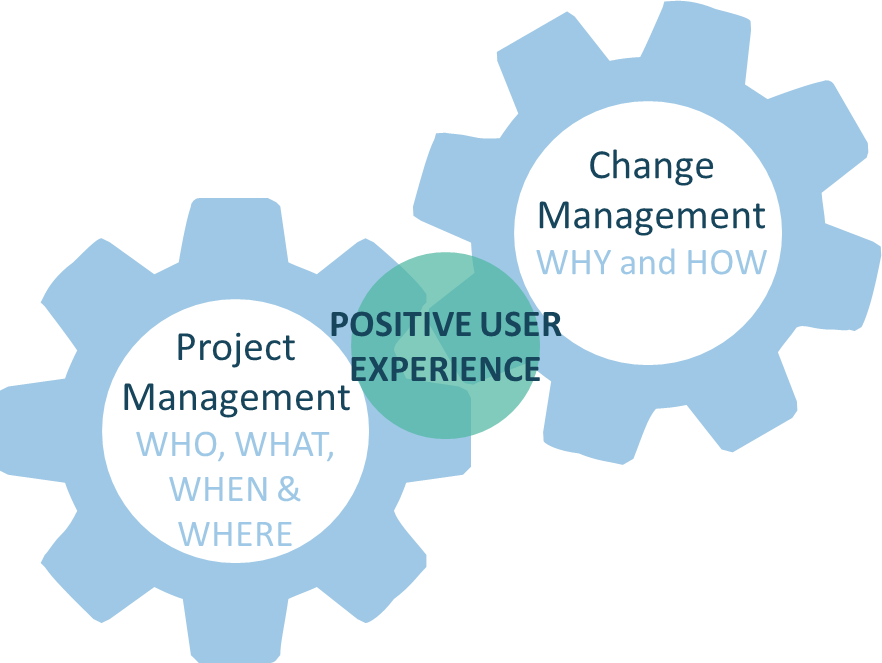 Change
Management
WHY and HOW
POSITIVE USER
EXPERIENCE
Project
Management
WHO, WHAT,
WHEN &
WHERE